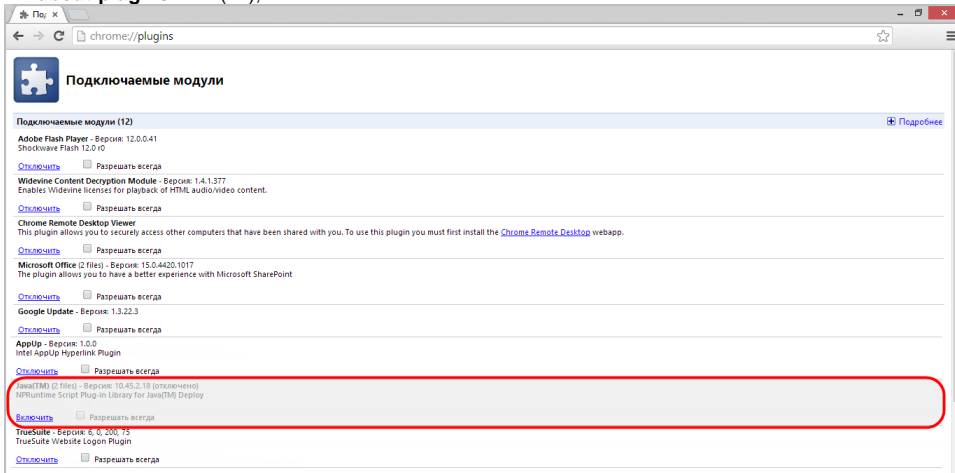 По
chrome://plugins
Подключаемые модули
Подключаемые модули (12)
Подробнее
Adobe Flash Player - Версия: 12.0.0.41
Shockwave Flash 12.0 r0
Отключить Разрешать всегда
Widevine Content Decryption Module - Версия: 1.4.1.377
Enables Widevine licenses for playback of HTML audio/video content.
Отключить Разрешать всегда
Chrome Remote Desktop Viewer
This plugin allows you to securely access other computers that have been shared with you. To use this plugin you must first install the Chrome Remote Desktop webapp.
Отключить Разрешать всегда
Microsoft Office (2 files) - Версия: 15.0.4420.1017
The plugin allows you to have a better experience with Microsoft SharePoint
Отключить Разрешать всегда
Google Update - Версия: 1.3.22.3
Отключить Разрешать всегда
AppUp - Версия: 1.0.0
Intel AppUp Hyperlink Plugin
Отключить Разрешать всегда
Java(TM) (2 files) - Версия: 10.45.2.18 (отключено)
NPRuntime Script Plug-in Library for Java(TM) Deploy
Включить Разрешать всегда
TrueSuite - Версия: 6, 0, 200, 75
TrueSuite Website Logon Plugin
Отключить Разрешать всегда